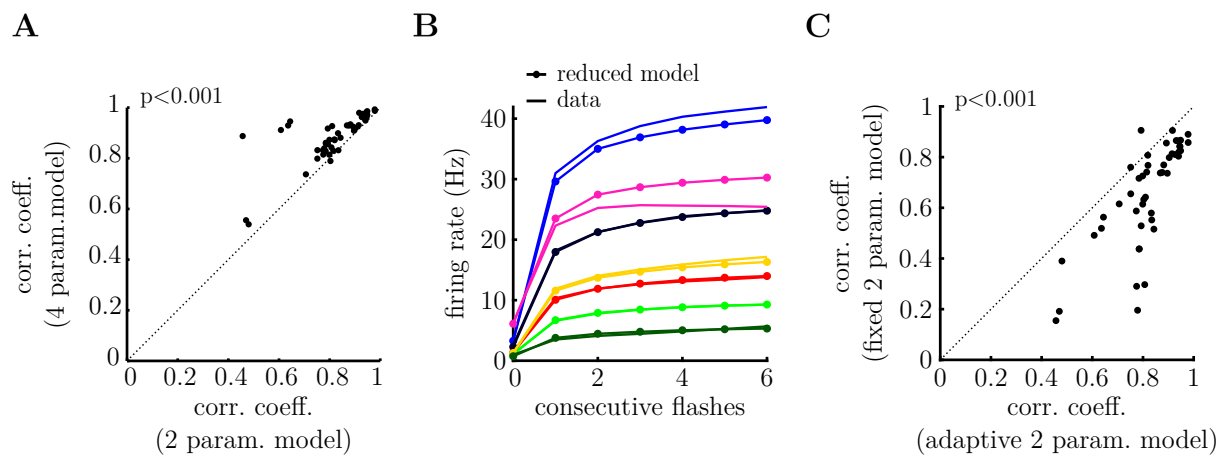 A
p<0.001
1
0.8
0.6
0.4
0.2
0
0
0.2
0.4
0.6
0.8
1
corr. coeff.
(4 param.model)
corr. coeff.
(2 param. model)
B
reduced model
data
40
30
20
10
0
0
2
4
6
firing rate (Hz)
consecutive flashes
C
p<0.001
1
0.8
0.6
0.4
0.2
0
0
0.2
0.4
0.6
0.8
1
corr. coeff.
(fixed 2 param. model)
corr. coeff.
(adaptive 2 param. model)